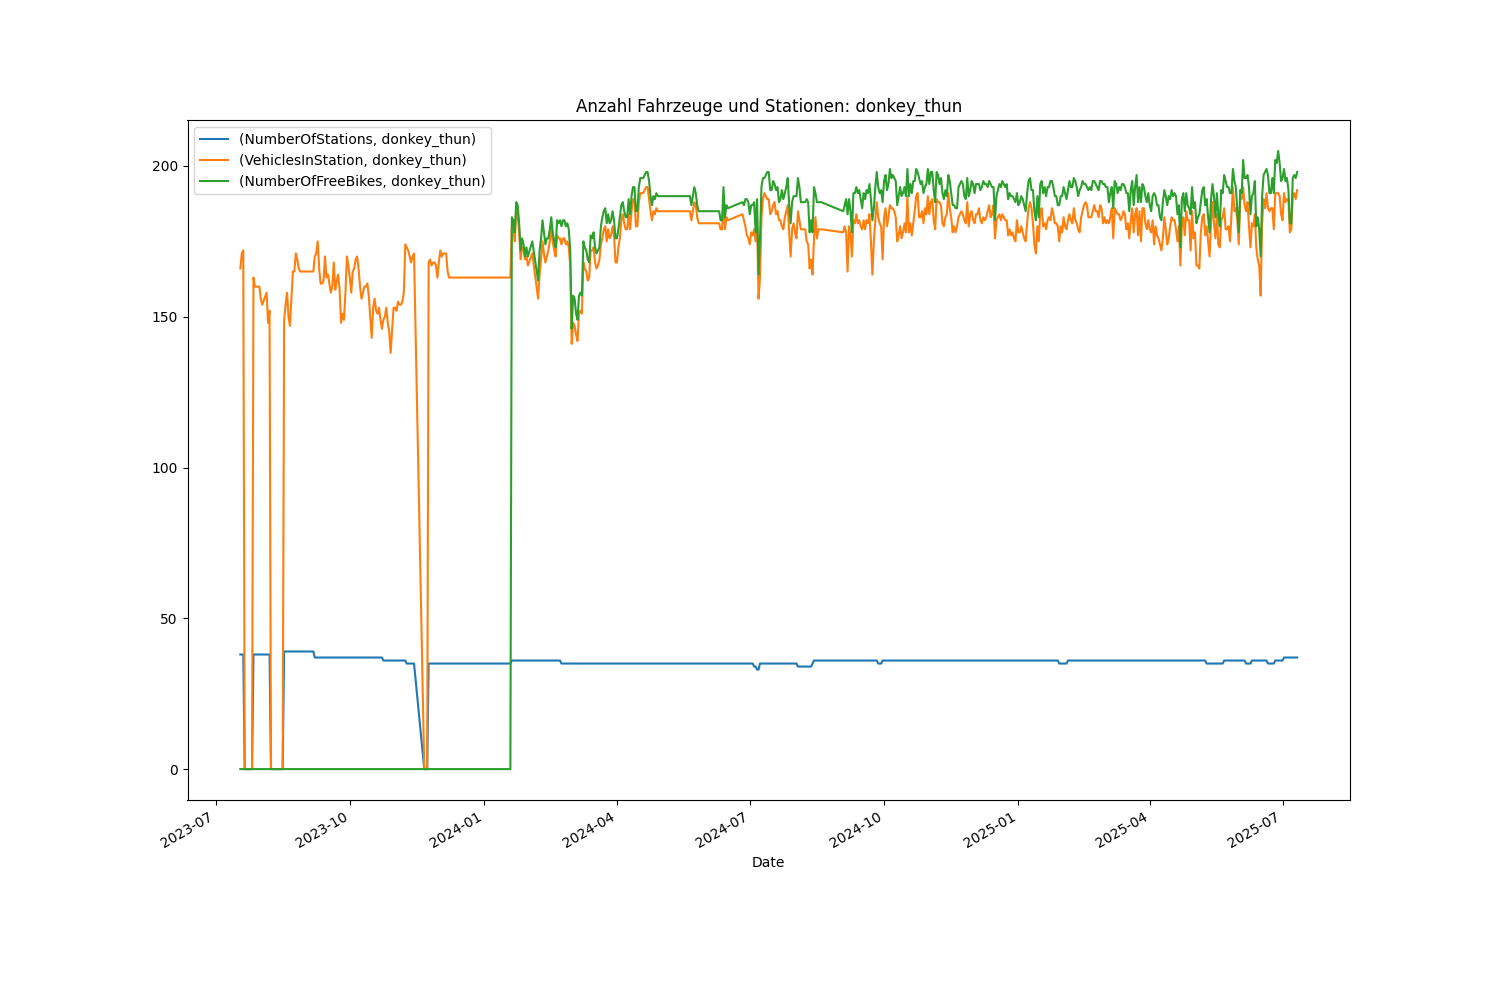 Anzahl Fahrzeuge und Stationen: donkey_thun
(NumberOfStations, donkey_thun)
(VehiclesInStation, donkey_thun)
(NumberOfFreeBikes, donkey_thun)
200
150
100
50
0
2023-07
2023-10
2024-01
2024-04
2024-07
2024-10
2025-01
2025-04
2025-07
Date